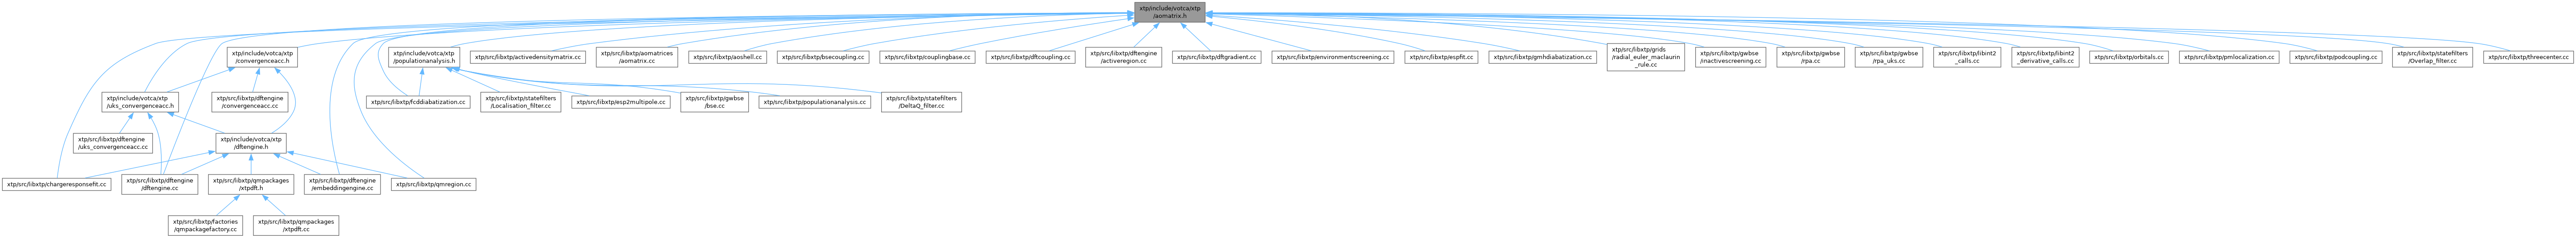 xtp/include/votca/xtp
/aomatrix.h
xtp/include/votca/xtp
/convergenceacc.h
xtp/include/votca/xtp
/populationanalysis.h
xtp/src/libxtp/activedensitymatrix.cc
xtp/src/libxtp/aomatrices
/aomatrix.cc
xtp/src/libxtp/aoshell.cc
xtp/src/libxtp/bsecoupling.cc
xtp/src/libxtp/couplingbase.cc
xtp/src/libxtp/dftcoupling.cc
xtp/src/libxtp/dftengine
/activeregion.cc
xtp/src/libxtp/dftgradient.cc
xtp/src/libxtp/environmentscreening.cc
xtp/src/libxtp/espfit.cc
xtp/src/libxtp/gmhdiabatization.cc
xtp/src/libxtp/grids
/radial_euler_maclaurin
_rule.cc
xtp/src/libxtp/gwbse
/inactivescreening.cc
xtp/src/libxtp/gwbse
/rpa.cc
xtp/src/libxtp/gwbse
/rpa_uks.cc
xtp/src/libxtp/libint2
_calls.cc
xtp/src/libxtp/libint2
_derivative_calls.cc
xtp/src/libxtp/orbitals.cc
xtp/src/libxtp/pmlocalization.cc
xtp/src/libxtp/podcoupling.cc
xtp/src/libxtp/statefilters
/Overlap_filter.cc
xtp/src/libxtp/threecenter.cc
xtp/include/votca/xtp
/uks_convergenceacc.h
xtp/src/libxtp/dftengine
/convergenceacc.cc
xtp/src/libxtp/fcddiabatization.cc
xtp/src/libxtp/statefilters
/Localisation_filter.cc
xtp/src/libxtp/esp2multipole.cc
xtp/src/libxtp/gwbse
/bse.cc
xtp/src/libxtp/populationanalysis.cc
xtp/src/libxtp/statefilters
/DeltaQ_filter.cc
xtp/src/libxtp/dftengine
/uks_convergenceacc.cc
xtp/include/votca/xtp
/dftengine.h
xtp/src/libxtp/chargeresponsefit.cc
xtp/src/libxtp/dftengine
/dftengine.cc
xtp/src/libxtp/qmpackages
/xtpdft.h
xtp/src/libxtp/dftengine
/embeddingengine.cc
xtp/src/libxtp/qmregion.cc
xtp/src/libxtp/factories
/qmpackagefactory.cc
xtp/src/libxtp/qmpackages
/xtpdft.cc